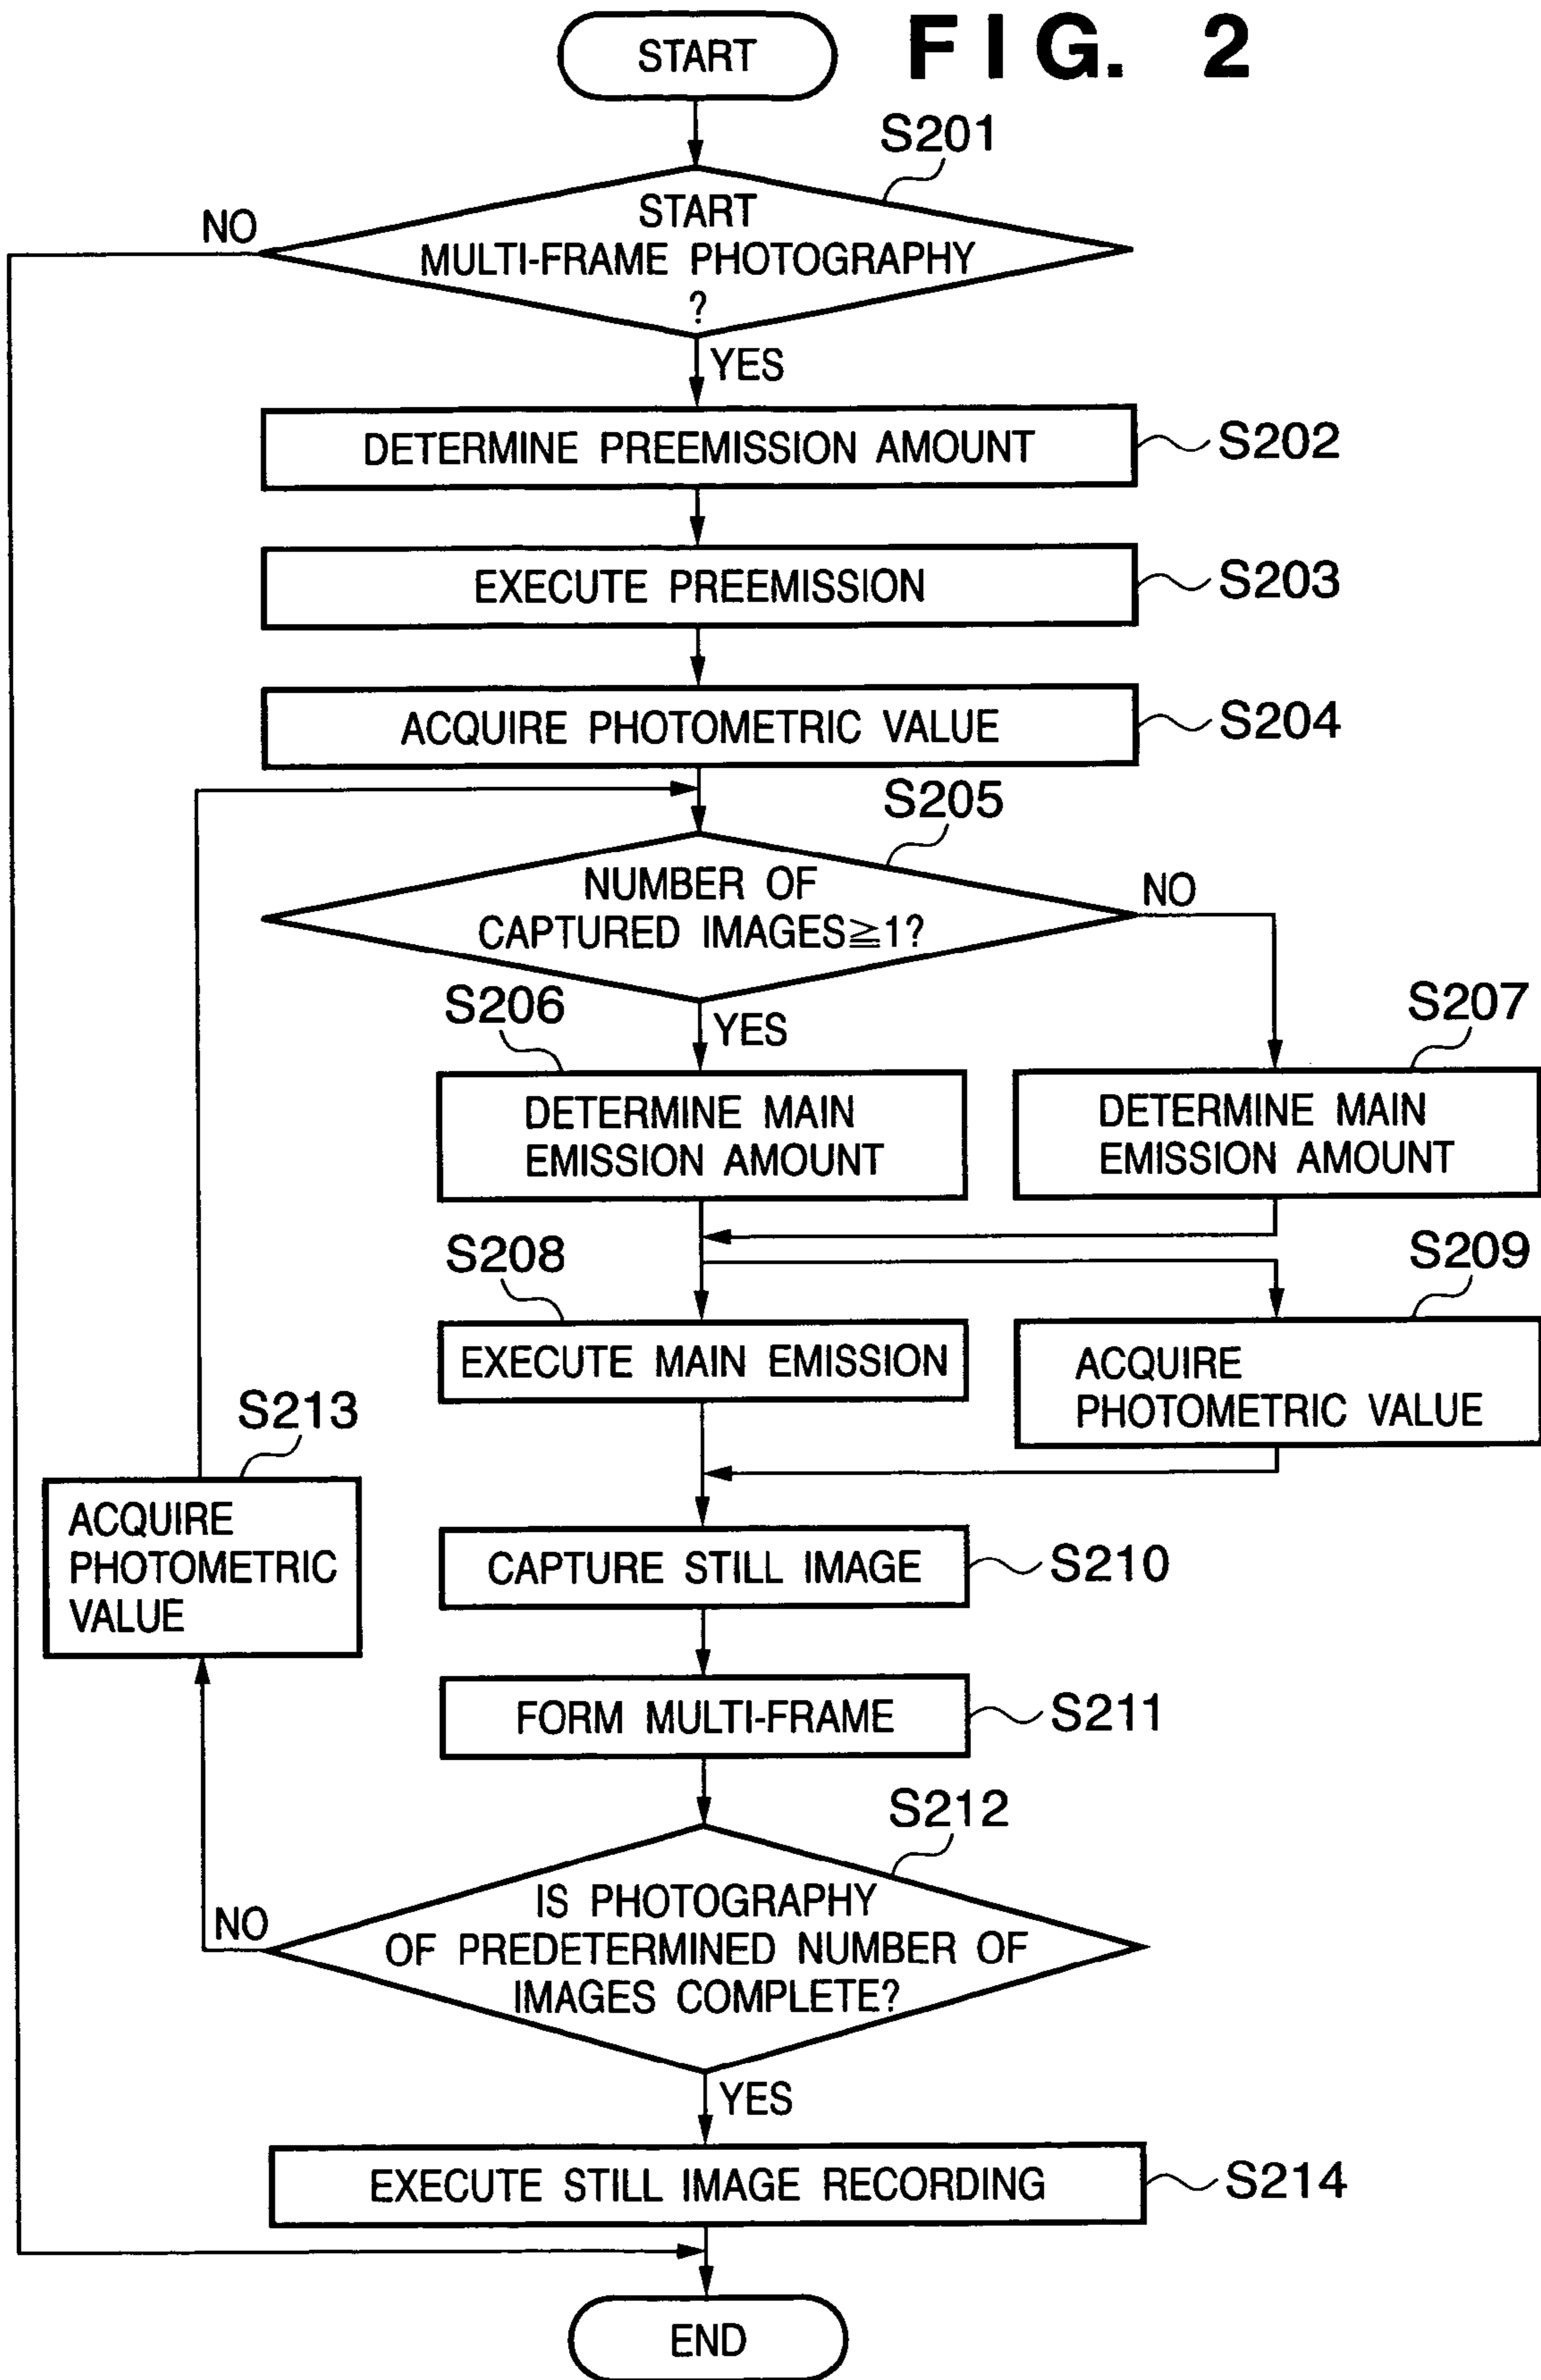 FIG. 2
START
S201
START
MULTI-FRAME PHOTOGRAPHY
?
NO
YES
DETERMINE PREEMISSION AMOUNT
S202
EXECUTE PREEMISSION
S203
ACQUIRE PHOTOMETRIC VALUE
S204
S205
NUMBER OF
CAPTURED IMAGES≧1?
NO
YES
S206
DETERMINE MAIN
EMISSION AMOUNT
S207
DETERMINE MAIN
EMISSION AMOUNT
S208
EXECUTE MAIN EMISSION
S209
ACQUIRE
PHOTOMETRIC VALUE
S213
ACQUIRE
PHOTOMETRIC
VALUE
CAPTURE STILL IMAGE
S210
FORM MULTI-FRAME
S211
S212
IS PHOTOGRAPHY
OF PREDETERMINED NUMBER OF
IMAGES COMPLETE?
NO
YES
EXECUTE STILL IMAGE RECORDING
S214
END